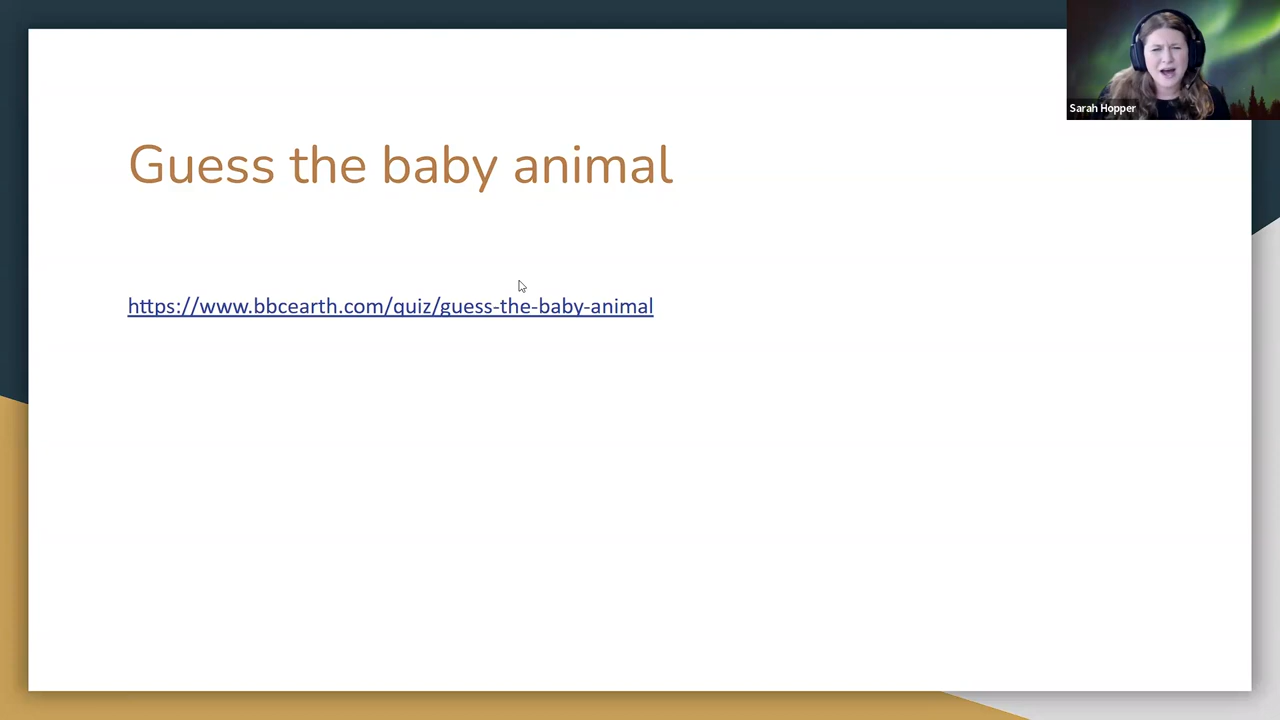 Sarah Hopper
Guess the baby animal
https://www.bbcearth.com/quiz/guess-the-baby-animal